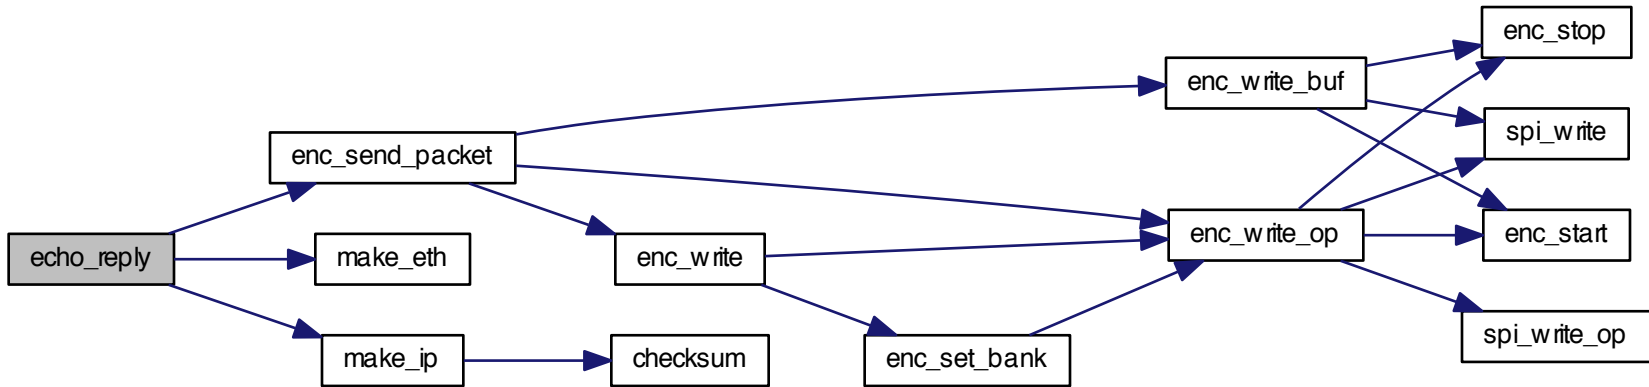 enc_stop
enc_write_buf
spi_write
enc_send_packet
enc_write_op
enc_start
echo_reply
make_eth
enc_write
spi_write_op
make_ip
checksum
enc_set_bank